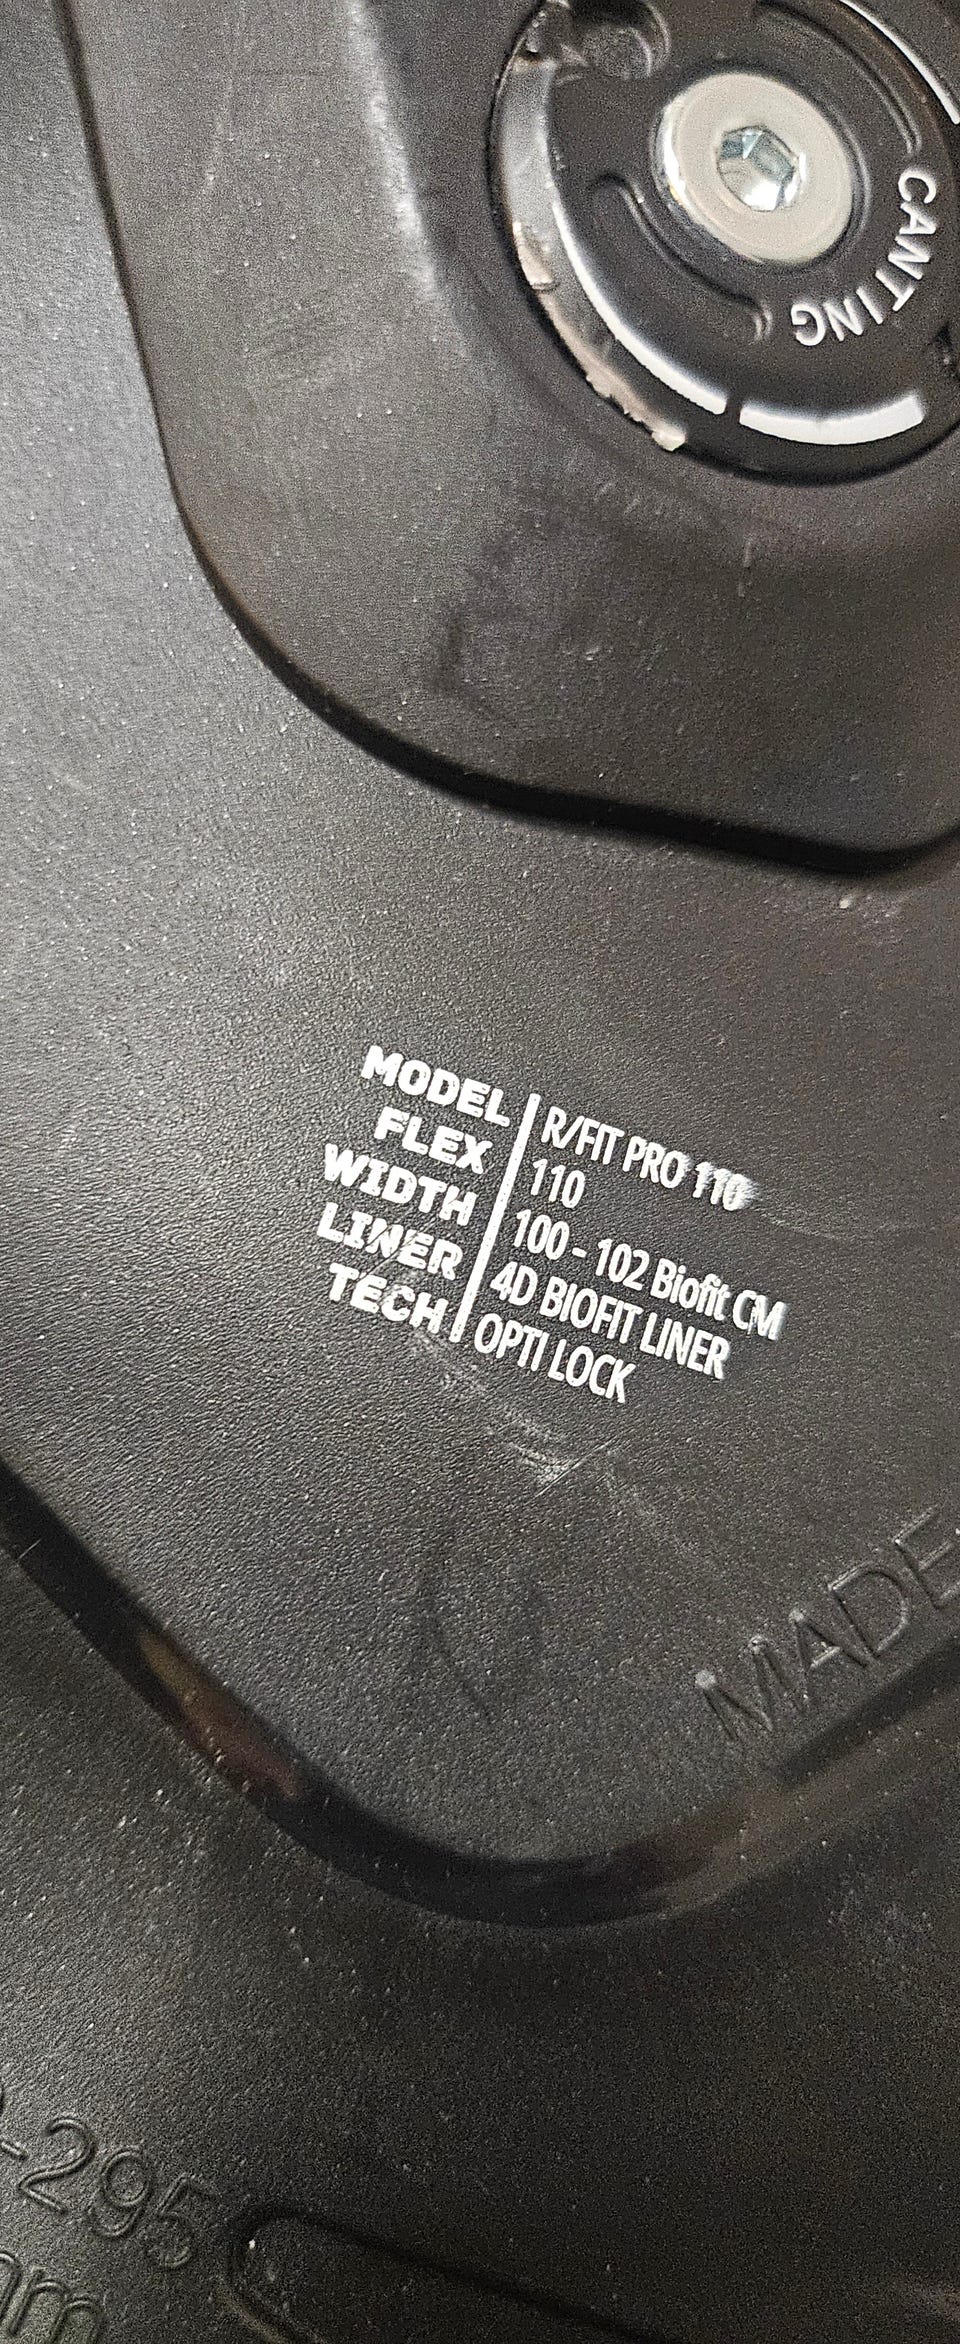 CANTING
MODEL R/FIT PRO 110
FLEX 110
WIDTH 100 - 102 Biofit CM
LINER 4D BIOFIT LINER
TECH OPTI LOCK
MADE
-295